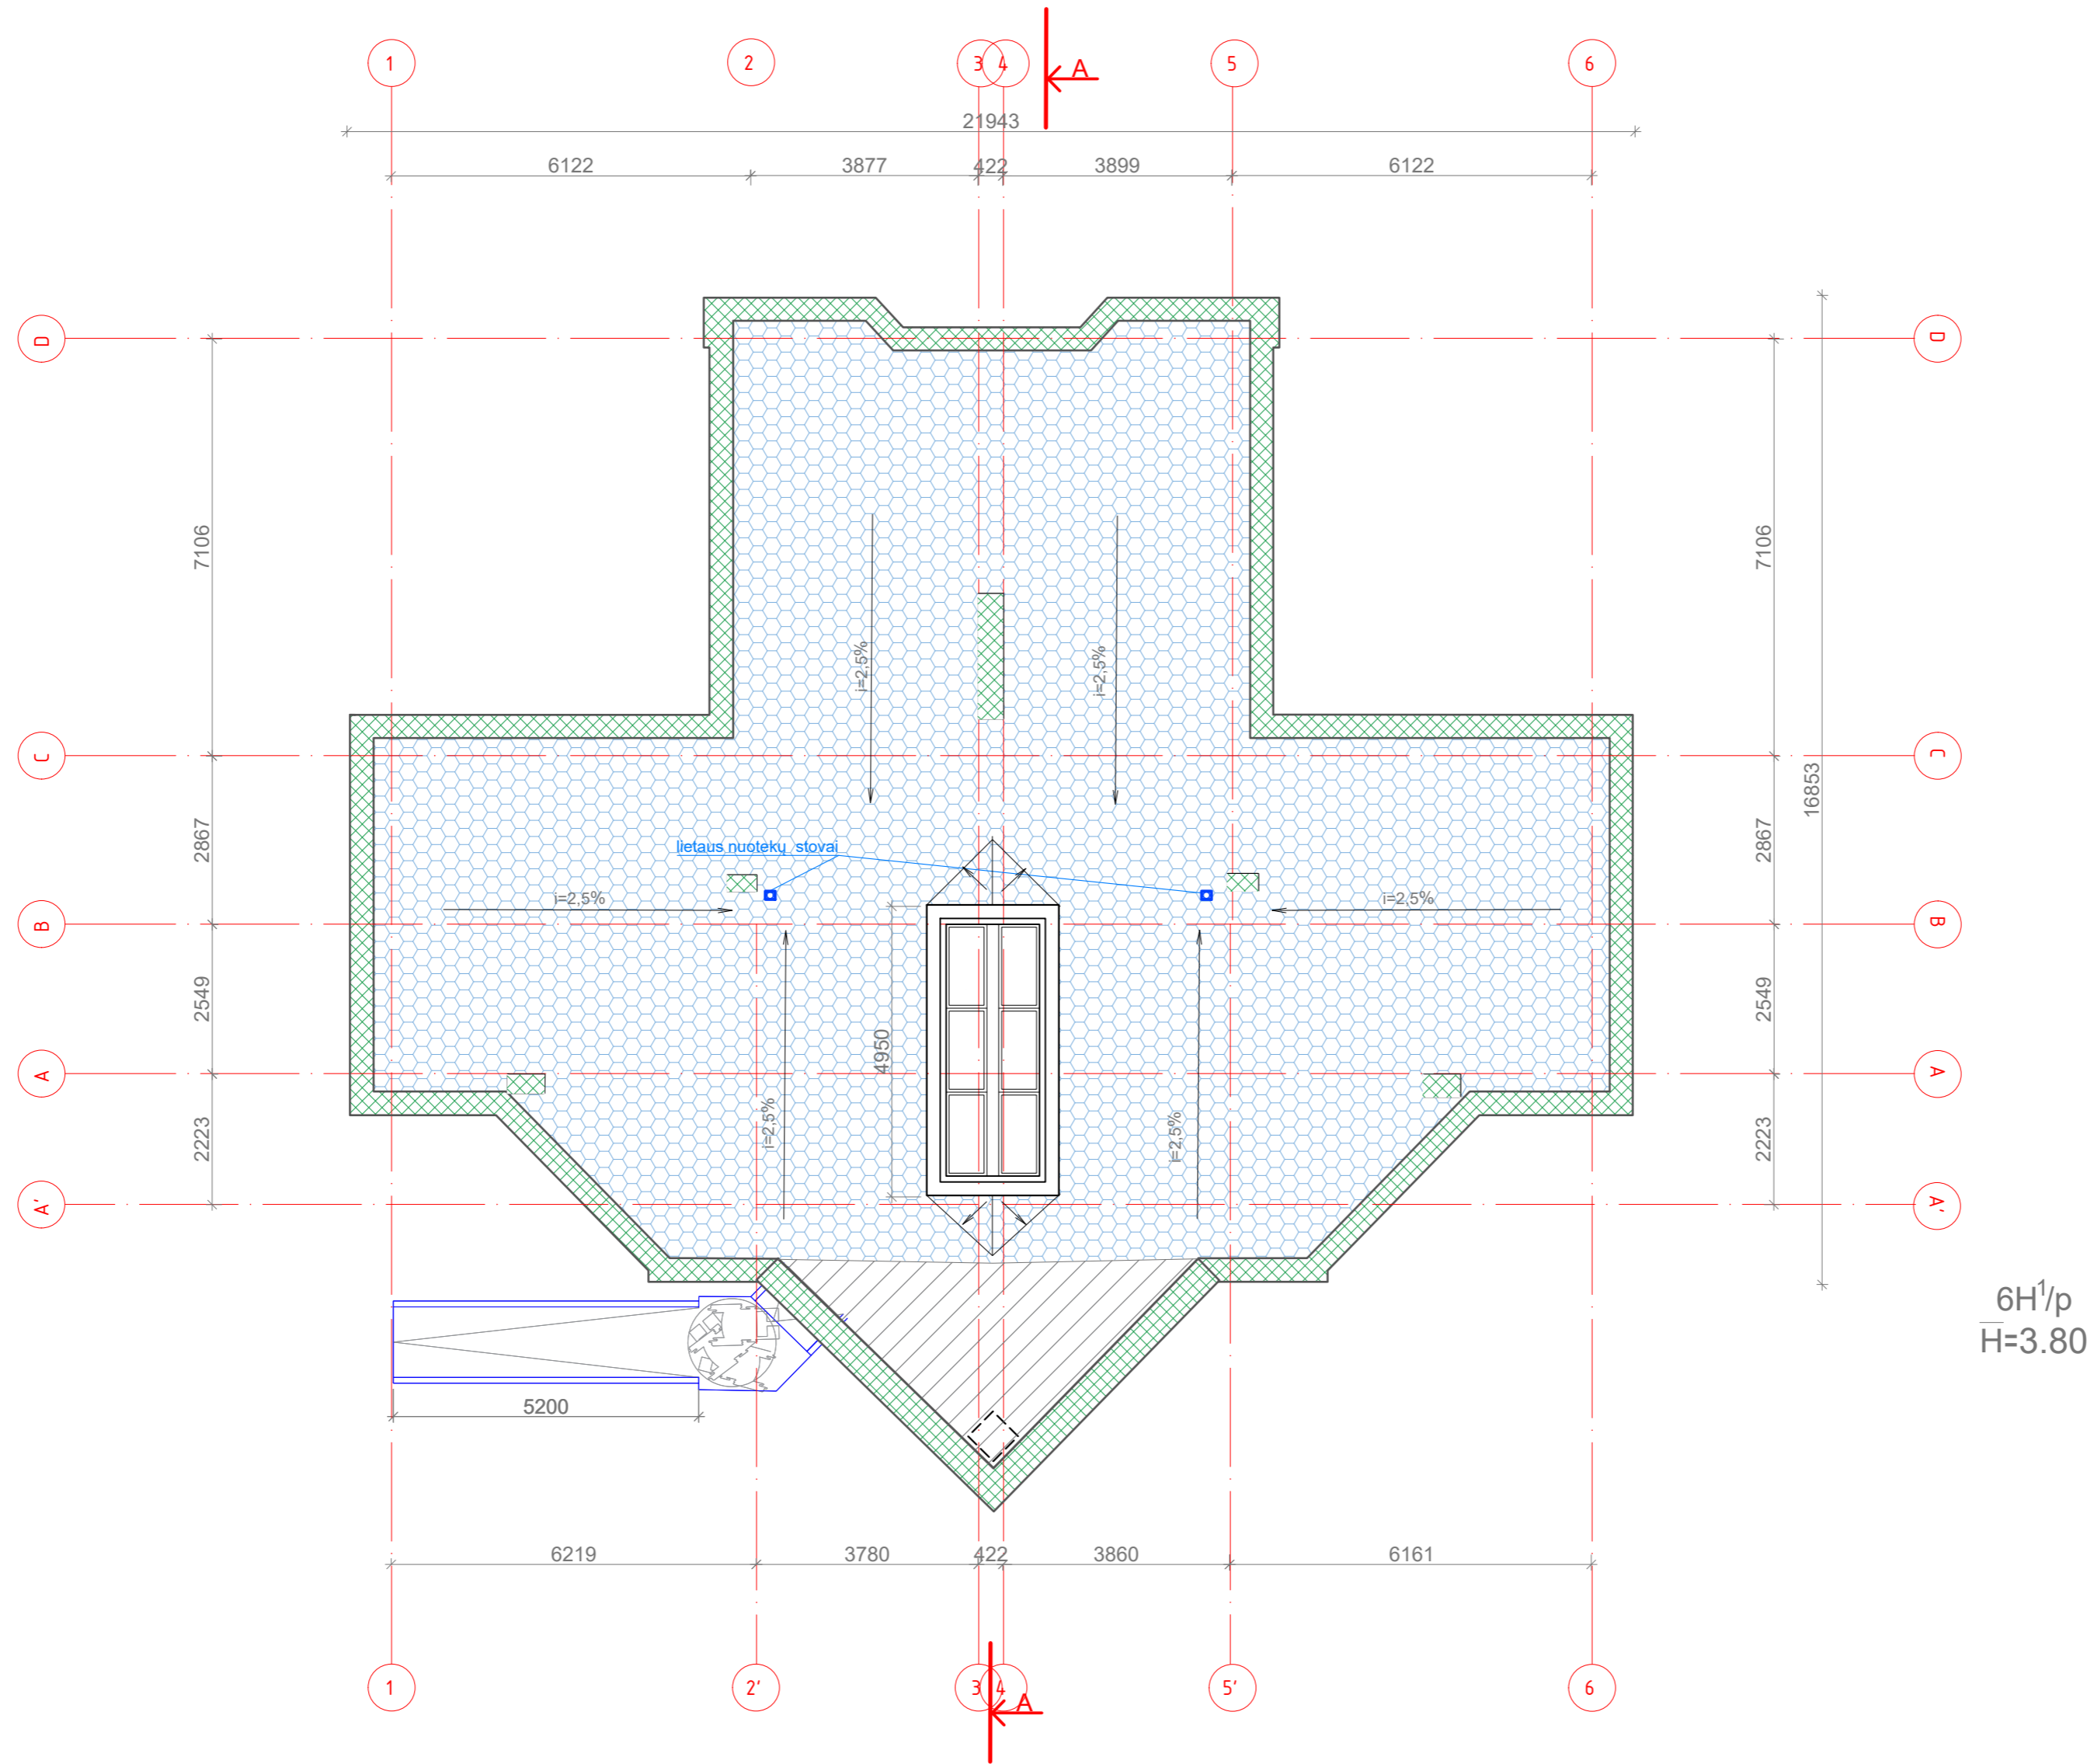 1 2 3 4 5 6
A
21943
6122 3877 422 3899 6122
D D
7106 7106
i=2,5% i=2,5%
C C
16853
2867 2867
lietaus nuotekų stovai
i=2,5% i=2,5%
B B
2549 2549
4950
A A
i=2,5% i=2,5%
2223 2223
A' A'
6H1/p
H=3.80
5200
6219 3780 422 3860 6161
1 2' 3 4 5' 6
A